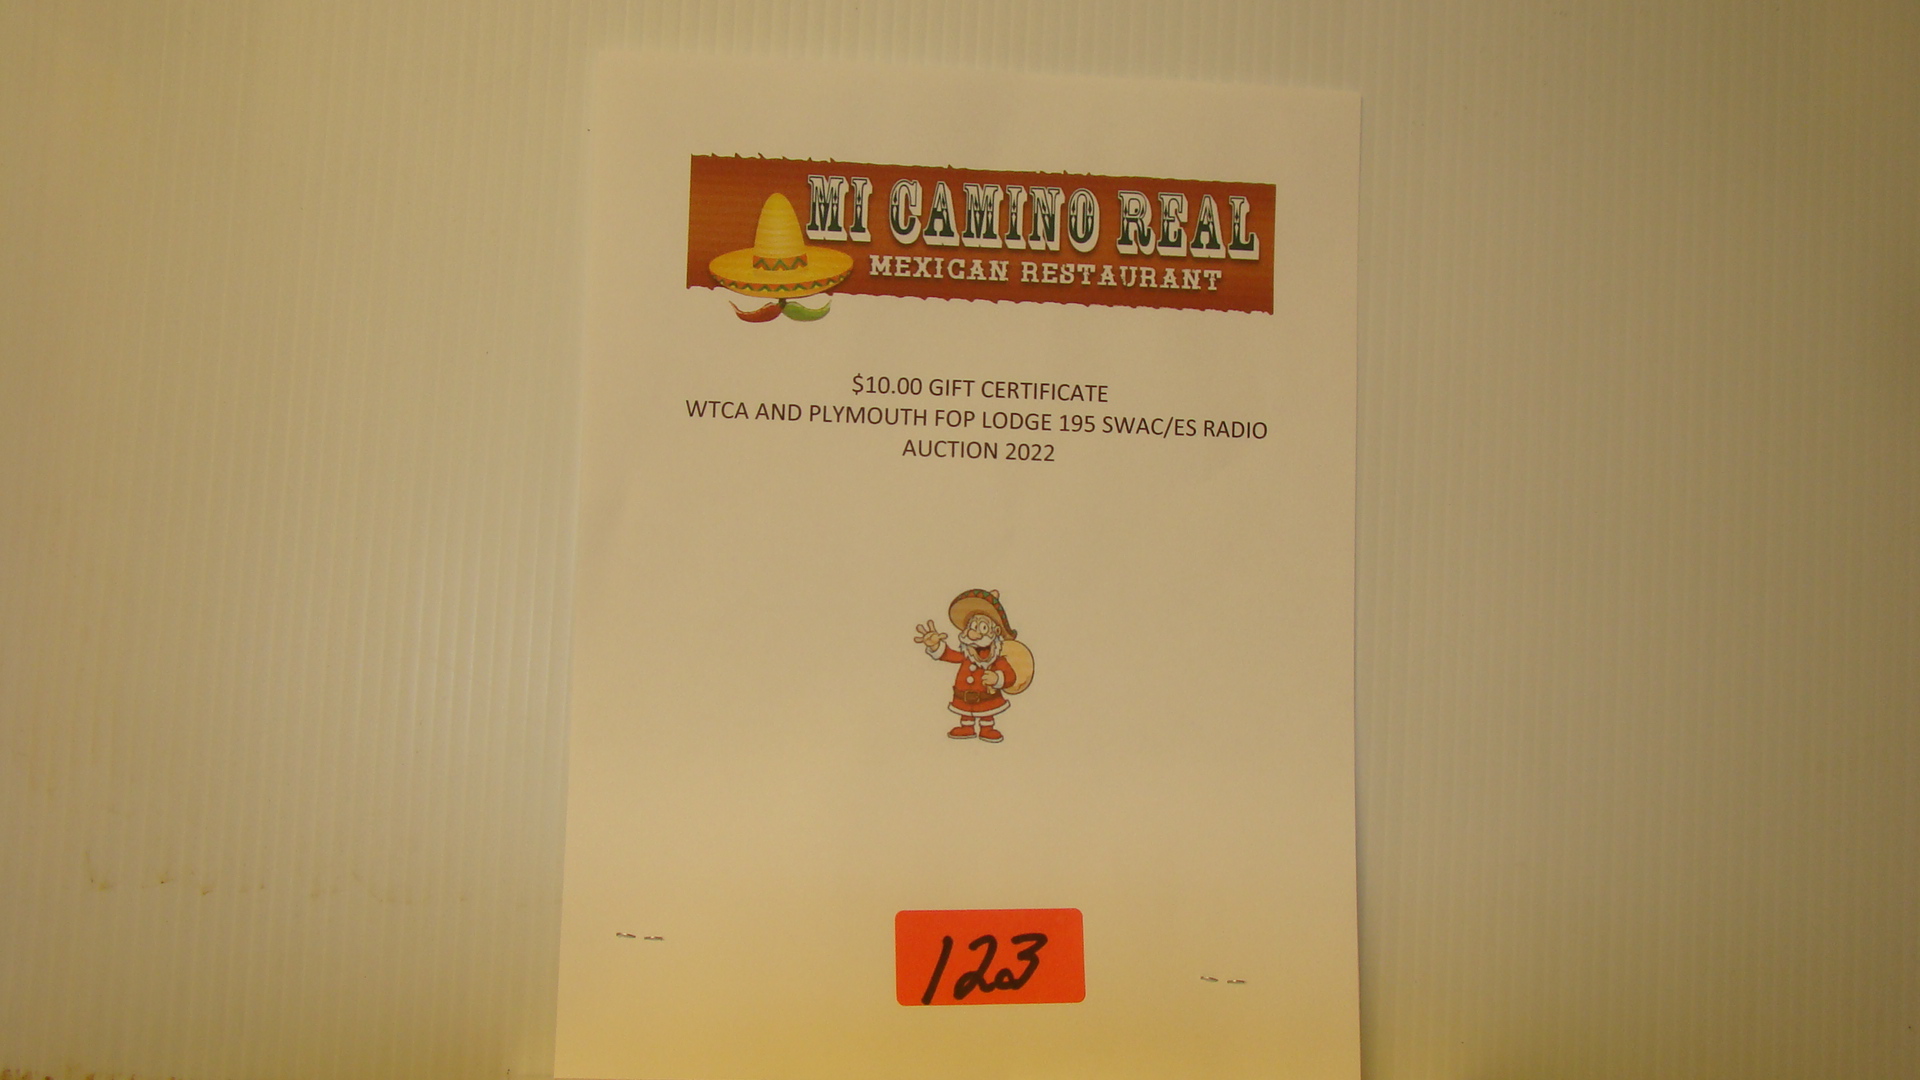 MI CAMINO REAL
MEXICAN RESTAURANT
$10.00 GIFT CERTIFICATE
WTCA AND PLYMOUTH FOP LODGE 195 SWAC/ES RADIO
AUCTION 2022
123